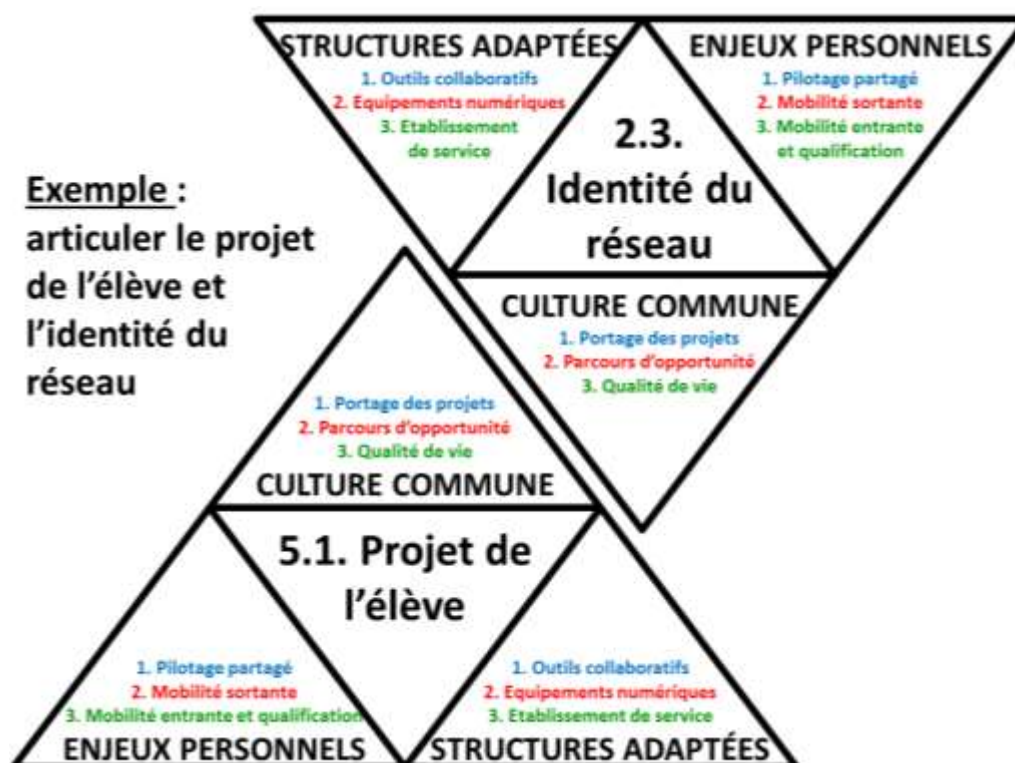 STRUCTURES ADAPTÉES
1. Outils collaboratifs
2. Equipements numériques
3. Etablissement
de service
ENJEUX PERSONNELS
1. Pilotage partagé
2. Mobilité sortante
3. Mobilité entrante
et qualification
2.3.
Identité du
réseau
CULTURE COMMUNE
1. Portage des projets
2. Parcours d'opportunité
3. Qualité de vie
Exemple :
articuler le projet
de l'élève et
l'identité du
réseau
1. Portage des projets
2. Parcours d'opportunité
3. Qualité de vie
CULTURE COMMUNE
5.1. Projet de
l'élève
1. Pilotage partagé
2. Mobilité sortante
3. Mobilité entrante et qualification
ENJEUX PERSONNELS
1. Outils collaboratifs
2. Equipements numériques
3. Etablissement de service
STRUCTURES ADAPTÉES